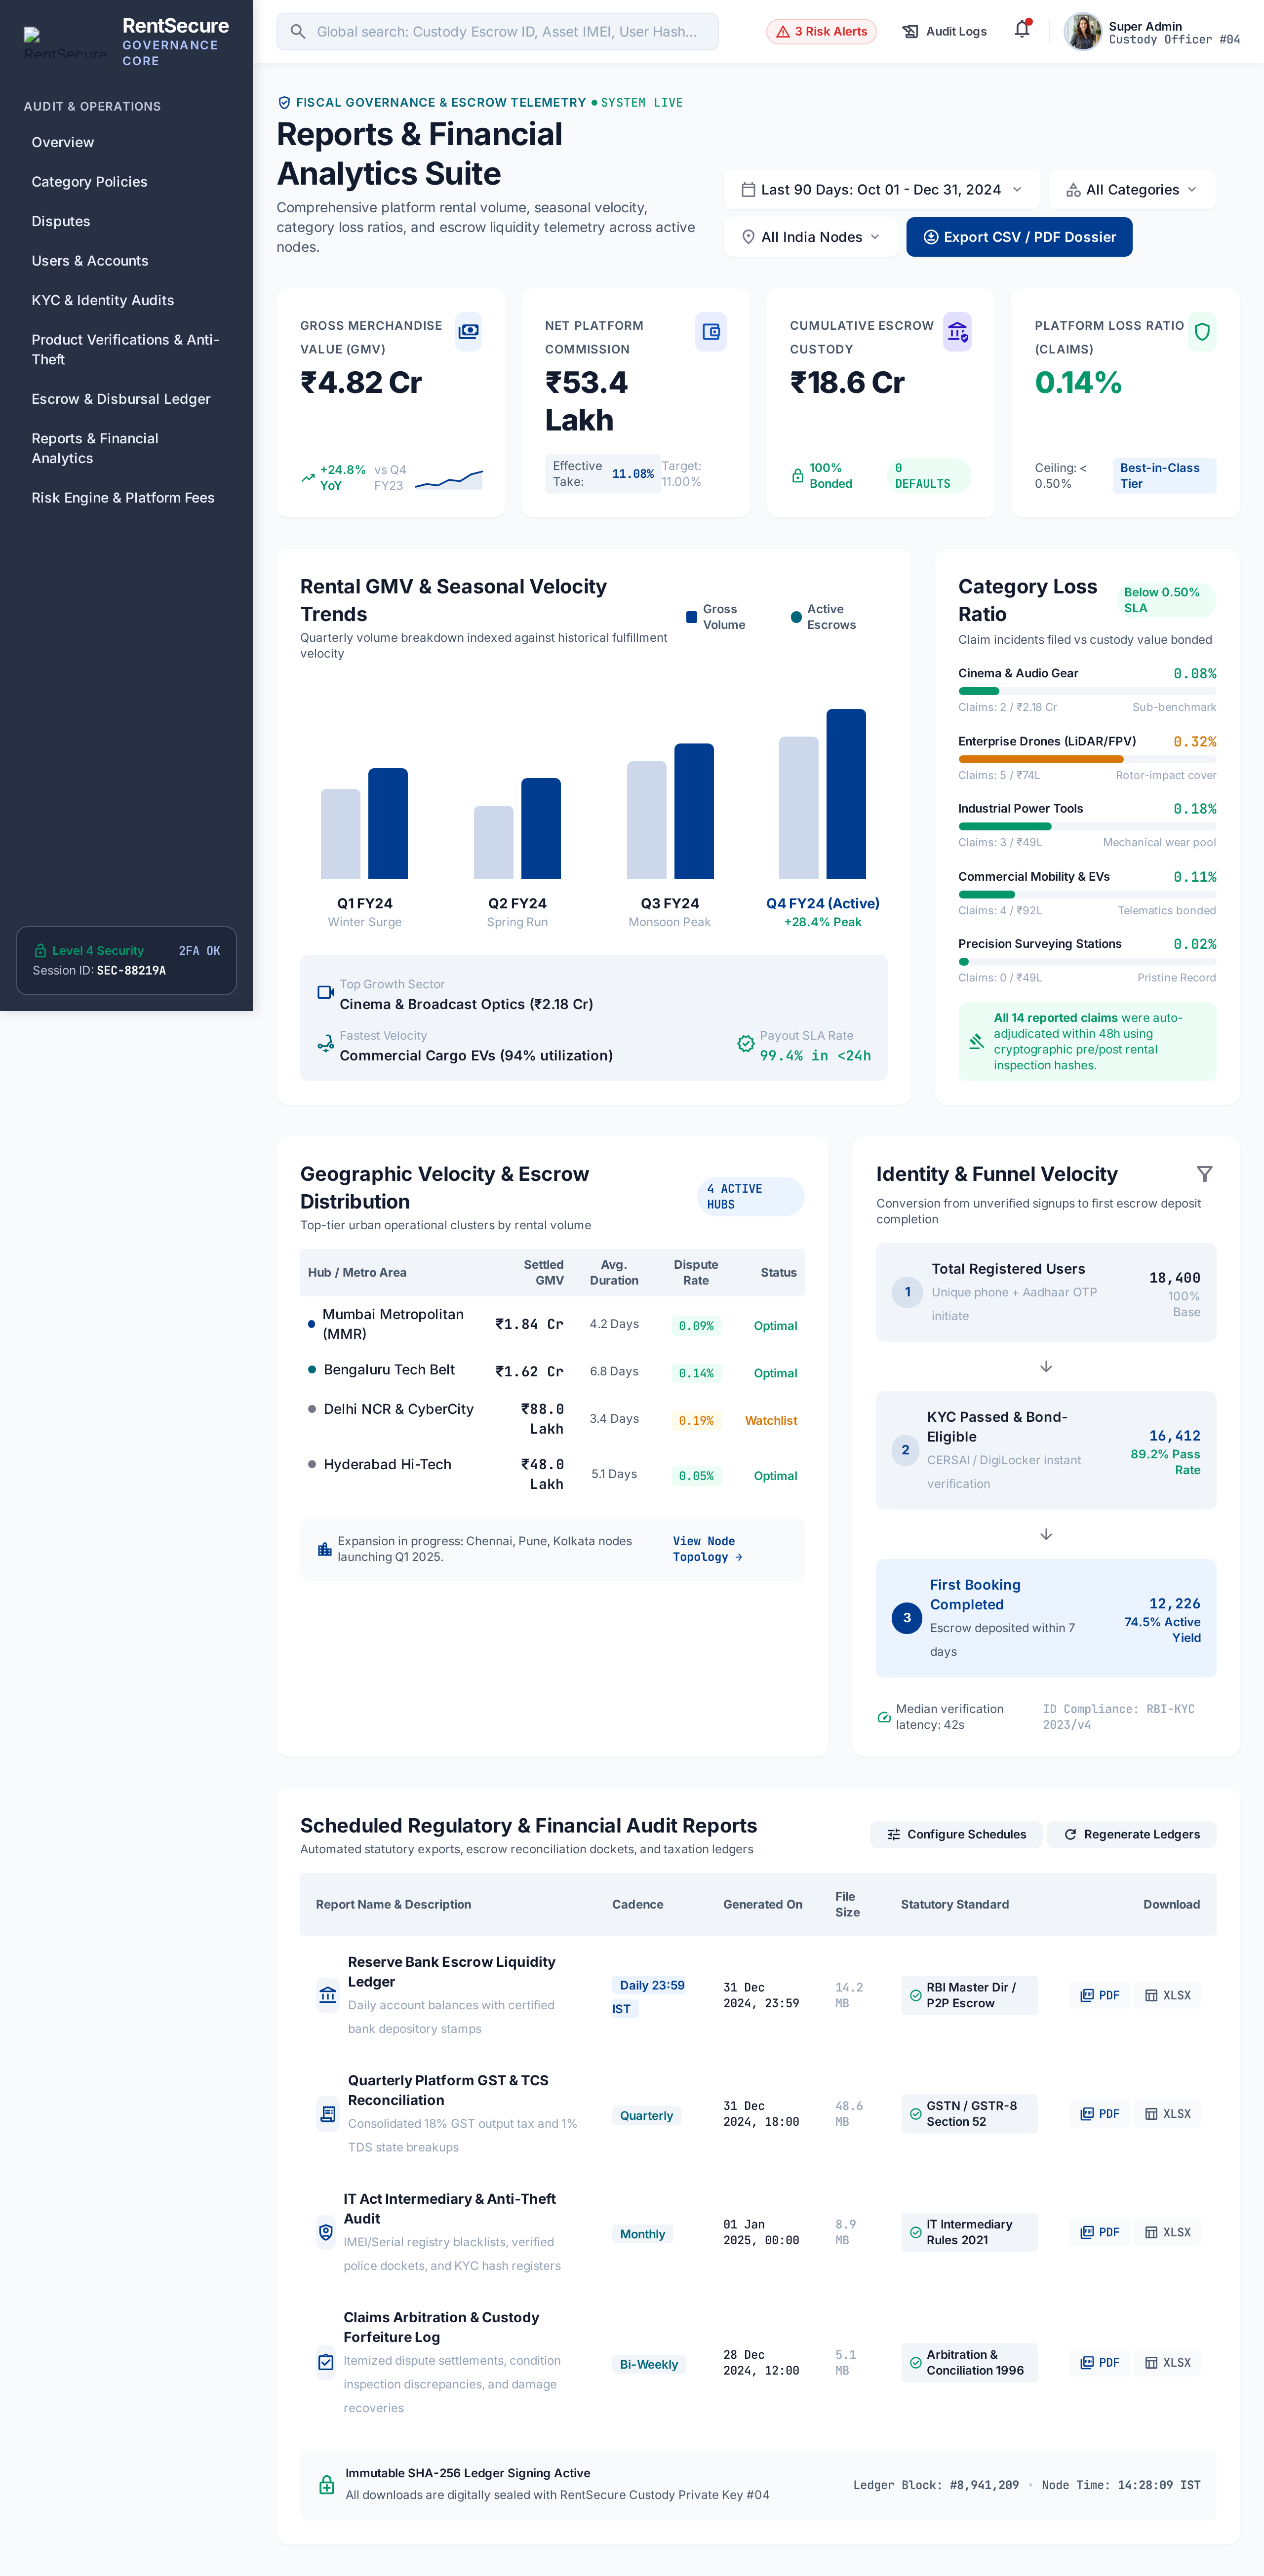 RentSecure
RentSecure
GOVERNANCE
CORE
AUDIT & OPERATIONS
Overview
Category Policies
Disputes
Users & Accounts
KYC & Identity Audits
Product Verifications & Anti-
Theft
Escrow & Disbursal Ledger
Reports & Financial
Analytics
Risk Engine & Platform Fees
Level 4 Security 2FA OK
Session ID: SEC-88219A
Global search: Custody Escrow ID, Asset IMEI, User Hash...
3 Risk Alerts
Audit Logs
Super Admin
Custody Officer #04
FISCAL GOVERNANCE & ESCROW TELEMETRY SYSTEM LIVE
Reports & Financial
Analytics Suite
Comprehensive platform rental volume, seasonal velocity,
category loss ratios, and escrow liquidity telemetry across active
nodes.
Last 90 Days: Oct 01 - Dec 31, 2024
All Categories
All India Nodes
Export CSV / PDF Dossier
GROSS MERCHANDISE
VALUE (GMV)
₹4.82 Cr
+24.8%
YoY
vs Q4
FY23
NET PLATFORM
COMMISSION
₹53.4
Lakh
Effective
Take:
11.08%
Target:
11.00%
CUMULATIVE ESCROW
CUSTODY
₹18.6 Cr
100%
Bonded
0
DEFAULTS
PLATFORM LOSS RATIO
(CLAIMS)
0.14%
Ceiling: <
0.50%
Best-in-Class
Tier
Rental GMV & Seasonal Velocity
Trends
Quarterly volume breakdown indexed against historical fulfillment
velocity
Gross
Volume
Active
Escrows
Q1 FY24
Winter Surge
Q2 FY24
Spring Run
Q3 FY24
Monsoon Peak
Q4 FY24 (Active)
+28.4% Peak
Top Growth Sector
Cinema & Broadcast Optics (₹2.18 Cr)
Fastest Velocity
Commercial Cargo EVs (94% utilization)
Payout SLA Rate
99.4% in <24h
Category Loss
Ratio
Below 0.50%
SLA
Claim incidents filed vs custody value bonded
Cinema & Audio Gear 0.08%
Claims: 2 / ₹2.18 Cr Sub-benchmark
Enterprise Drones (LiDAR/FPV) 0.32%
Claims: 5 / ₹74L Rotor-impact cover
Industrial Power Tools 0.18%
Claims: 3 / ₹49L Mechanical wear pool
Commercial Mobility & EVs 0.11%
Claims: 4 / ₹92L Telematics bonded
Precision Surveying Stations 0.02%
Claims: 0 / ₹49L Pristine Record
All 14 reported claims were auto-
adjudicated within 48h using
cryptographic pre/post rental
inspection hashes.
Geographic Velocity & Escrow
Distribution
Top-tier urban operational clusters by rental volume
4 ACTIVE
HUBS
Hub / Metro Area
Settled
GMV
Avg.
Duration
Dispute
Rate
Status
Mumbai Metropolitan
(MMR)
₹1.84 Cr 4.2 Days 0.09% Optimal
Bengaluru Tech Belt ₹1.62 Cr 6.8 Days 0.14% Optimal
Delhi NCR & CyberCity
₹88.0
Lakh
3.4 Days 0.19% Watchlist
Hyderabad Hi-Tech
₹48.0
Lakh
5.1 Days 0.05% Optimal
Expansion in progress: Chennai, Pune, Kolkata nodes
launching Q1 2025.
View Node
Topology →
Identity & Funnel Velocity
Conversion from unverified signups to first escrow deposit
completion
1
Total Registered Users
Unique phone + Aadhaar OTP
initiate
18,400
100%
Base
2
KYC Passed & Bond-
Eligible
CERSAI / DigiLocker instant
verification
16,412
89.2% Pass
Rate
3
First Booking
Completed
Escrow deposited within 7
days
12,226
74.5% Active
Yield
Median verification
latency: 42s
ID Compliance: RBI-KYC
2023/v4
Scheduled Regulatory & Financial Audit Reports
Automated statutory exports, escrow reconciliation dockets, and taxation ledgers
Configure Schedules
Regenerate Ledgers
Report Name & Description
Cadence
Generated On
File
Size
Statutory Standard
Download
Reserve Bank Escrow Liquidity
Ledger
Daily account balances with certified
bank depository stamps
Daily 23:59
IST
31 Dec
2024, 23:59
14.2
MB
RBI Master Dir /
P2P Escrow
PDF XLSX
Quarterly Platform GST & TCS
Reconciliation
Consolidated 18% GST output tax and 1%
TDS state breakups
Quarterly
31 Dec
2024, 18:00
48.6
MB
GSTN / GSTR-8
Section 52
PDF XLSX
IT Act Intermediary & Anti-Theft
Audit
IMEI/Serial registry blacklists, verified
police dockets, and KYC hash registers
Monthly
01 Jan
2025, 00:00
8.9
MB
IT Intermediary
Rules 2021
PDF XLSX
Claims Arbitration & Custody
Forfeiture Log
Itemized dispute settlements, condition
inspection discrepancies, and damage
recoveries
Bi-Weekly
28 Dec
2024, 12:00
5.1
MB
Arbitration &
Conciliation 1996
PDF XLSX
Immutable SHA-256 Ledger Signing Active
All downloads are digitally sealed with RentSecure Custody Private Key #04
Ledger Block: #8,941,209 • Node Time: 14:28:09 IST